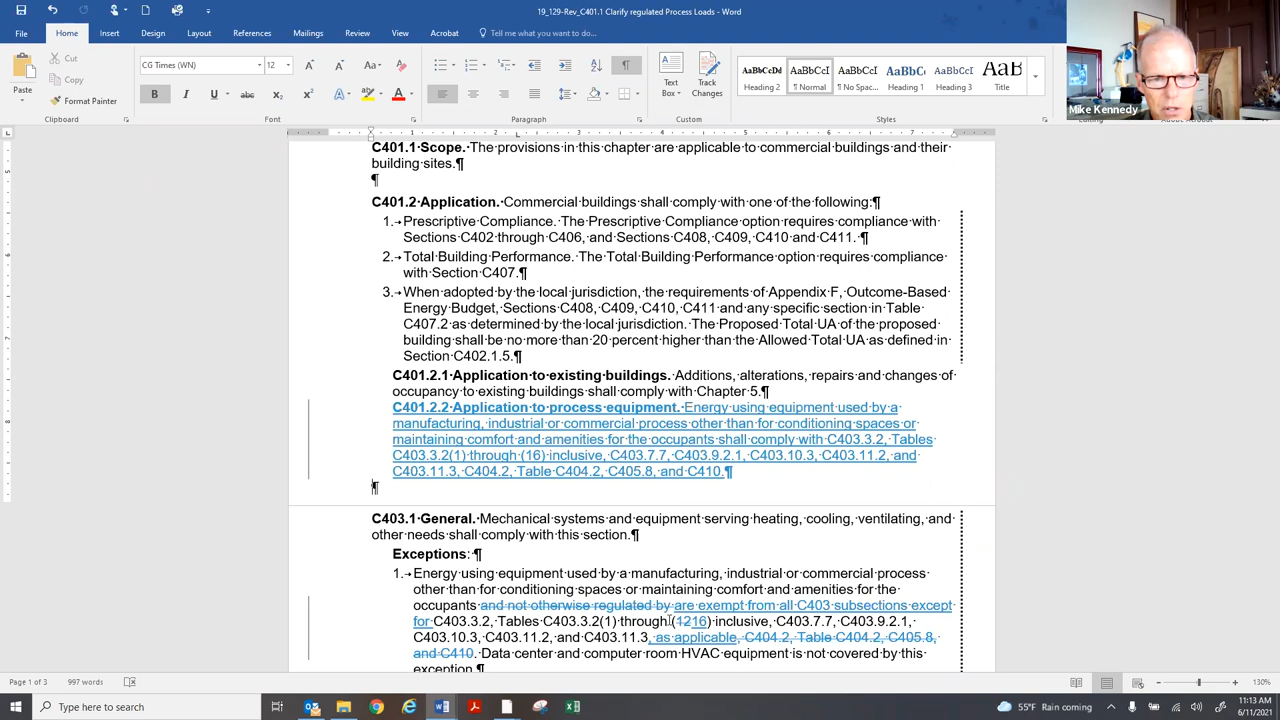 19_129-Rev_C401.1 Clarify regulated Process Loads - Word
File Home Insert Design Layout References Mailings Review View Acrobat Tell me what you want to do...
Paste
Cut
Copy
Format Painter
CG Times (WN) 12
Text Box
Track Changes
AaBbCcDd Heading 2
AaBbCcI ¶ Normal
AaBbCcI ¶ No Spac...
AaBbC Heading 1
AaBbCcI Heading 3
AaB Title
Clipboard Font Paragraph Custom Styles
Mike Kennedy
C401.1 Scope. The provisions in this chapter are applicable to commercial buildings and their
building sites.¶
¶
C401.2 Application. Commercial buildings shall comply with one of the following:¶
1. Prescriptive Compliance. The Prescriptive Compliance option requires compliance with
Sections C402 through C406, and Sections C408, C409, C410 and C411. ¶
2. Total Building Performance. The Total Building Performance option requires compliance
with Section C407.¶
3. When adopted by the local jurisdiction, the requirements of Appendix F, Outcome-Based
Energy Budget, Sections C408, C409, C410, C411 and any specific section in Table
C407.2 as determined by the local jurisdiction. The Proposed Total UA of the proposed
building shall be no more than 20 percent higher than the Allowed Total UA as defined in
Section C402.1.5.¶
C401.2.1 Application to existing buildings. Additions, alterations, repairs and changes of
occupancy to existing buildings shall comply with Chapter 5.¶
C401.2.2 Application to process equipment. Energy using equipment used by a
manufacturing, industrial or commercial process other than for conditioning spaces or
maintaining comfort and amenities for the occupants shall comply with C403.3.2, Tables
C403.3.2(1) through (16) inclusive, C403.7.7, C403.9.2.1, C403.10.3, C403.11.2, and
C403.11.3, C404.2, Table C404.2, C405.8, and C410.¶
¶
C403.1 General. Mechanical systems and equipment serving heating, cooling, ventilating, and
other needs shall comply with this section.¶
Exceptions: ¶
1. Energy using equipment used by a manufacturing, industrial or commercial process
other than for conditioning spaces or maintaining comfort and amenities for the
occupants and not otherwise regulated by are exempt from all C403 subsections except
for C403.3.2, Tables C403.3.2(1) through (1216) inclusive, C403.7.7, C403.9.2.1,
C403.10.3, C403.11.2, and C403.11.3, as applicable, C404.2, Table C404.2, C405.8,
and C410. Data center and computer room HVAC equipment is not covered by this
exception.¶
Page 1 of 3 997 words 130%
Type here to search 55°F Raining 11:13 AM
6/11/2021